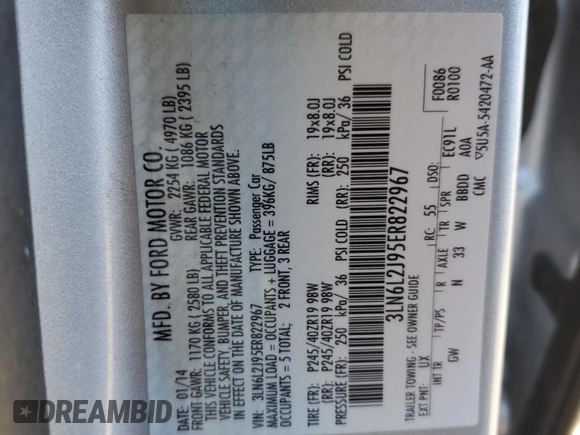 MFD. BY FORD MOTOR CO.
DATE: 01/14 GVWR: 2254 KG ( 4970 LB)
FRONT GAWR: 1170 KG ( 2580 LB) REAR GAWR: 1086 KG ( 2395 LB)
THIS VEHICLE CONFORMS TO ALL APPLICABLE FEDERAL MOTOR
VEHICLE SAFETY, BUMPER, AND THEFT PREVENTION STANDARDS
IN EFFECT ON THE DATE OF MANUFACTURE SHOWN ABOVE.
VIN: 3LN6L2J95ER822967 TYPE: Passenger Car
MAXIMUM LOAD = OCCUPANTS + LUGGAGE = 396KG/ 875LB
OCCUPANTS = 5 TOTAL: 2 FRONT, 3 REAR
TIRE (FR): P245/40ZR19 98W RIMS (FR): 19x8.0J
(RR): P245/40ZR19 98W (RR): 19x8.0J
PRESSURE (FR): 250 kPa/ 36 PSI COLD (RR): 250 kPa/ 36 PSI COLD
3LN6L2J95ER822967
TRAILER TOWING - SEE OWNER GUIDE
F0086
R0100
EXT PNT: UX RC: 55 DSO:
INT TR TP/PS R AXLE TR SPR EC91L
GW N 33 W BBDD AOA
CMC ▽5U5A-5420472-AA
DREAMBID